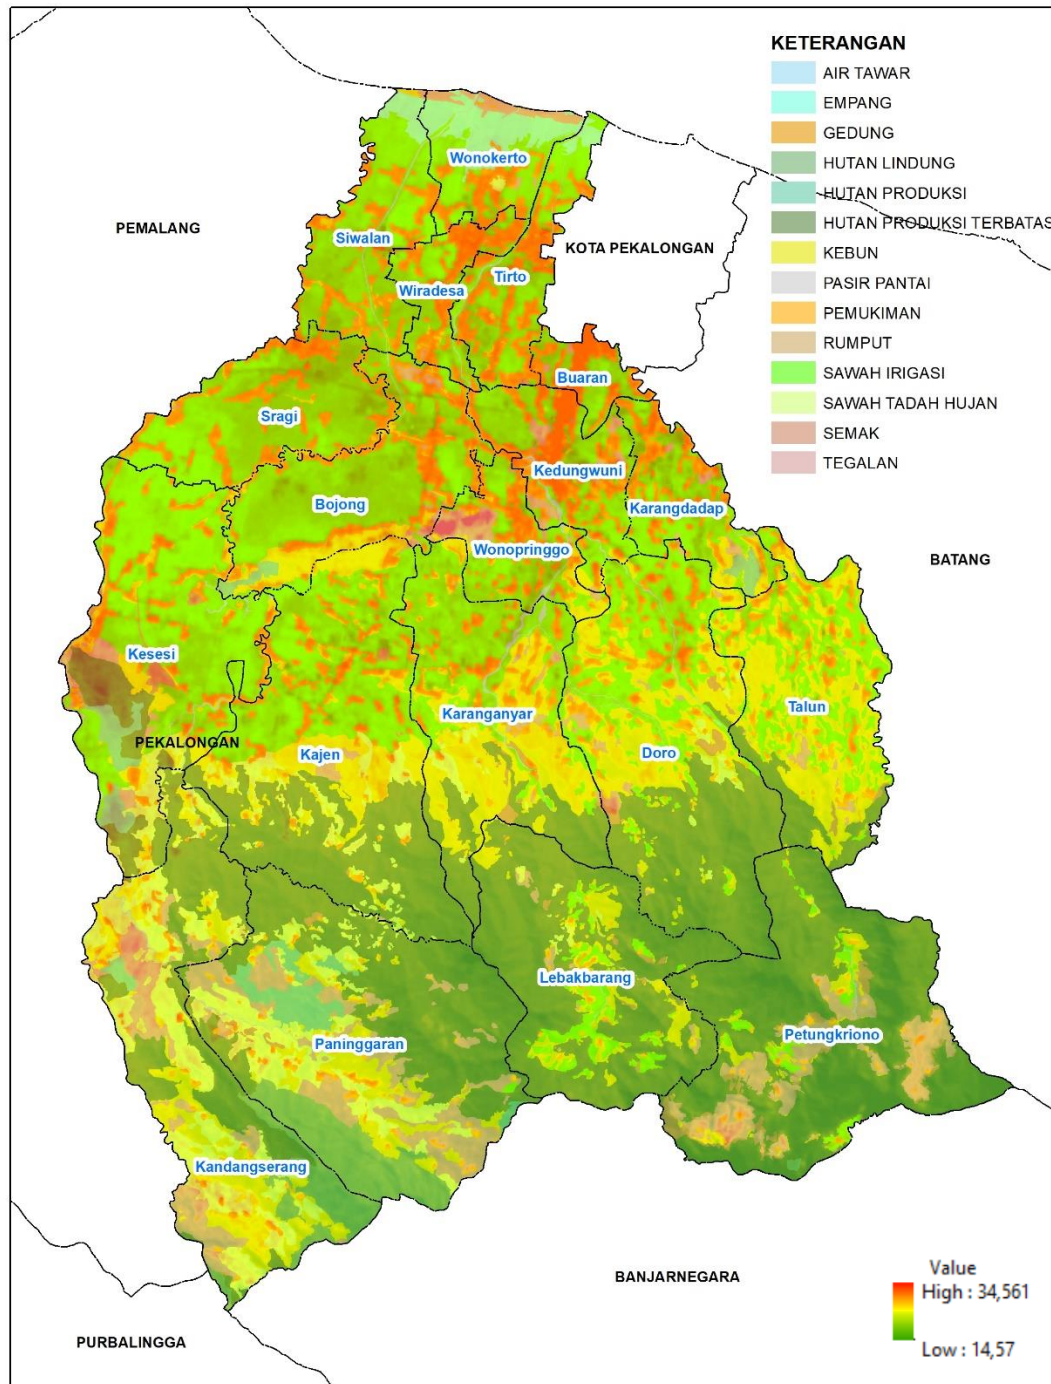 KETERANGAN
AIR TAWAR
EMPANG
GEDUNG
HUTAN LINDUNG
HUTAN PRODUKSI
HUTAN PRODUKSI TERBATAS
KEBUN
PASIR PANTAI
PEMUKIMAN
RUMPUT
SAWAH IRIGASI
SAWAH TADAH HUJAN
SEMAK
TEGALAN
Wonokerto
PEMALANG
Siwalan
KOTA PEKALONGAN
Tirto
Wiradesa
Buaran
Sragi
Kedungwuni
Bojong
Karangdadap
Wonopringgo
BATANG
Kesesi
Talun
Karanganyar
PEKALONGAN
Kajen
Doro
Lebakbarang
Petungkriono
Paninggaran
Kandangserang
BANJARNEGARA
PURBALINGGA
Value
High : 34,561
Low : 14,57